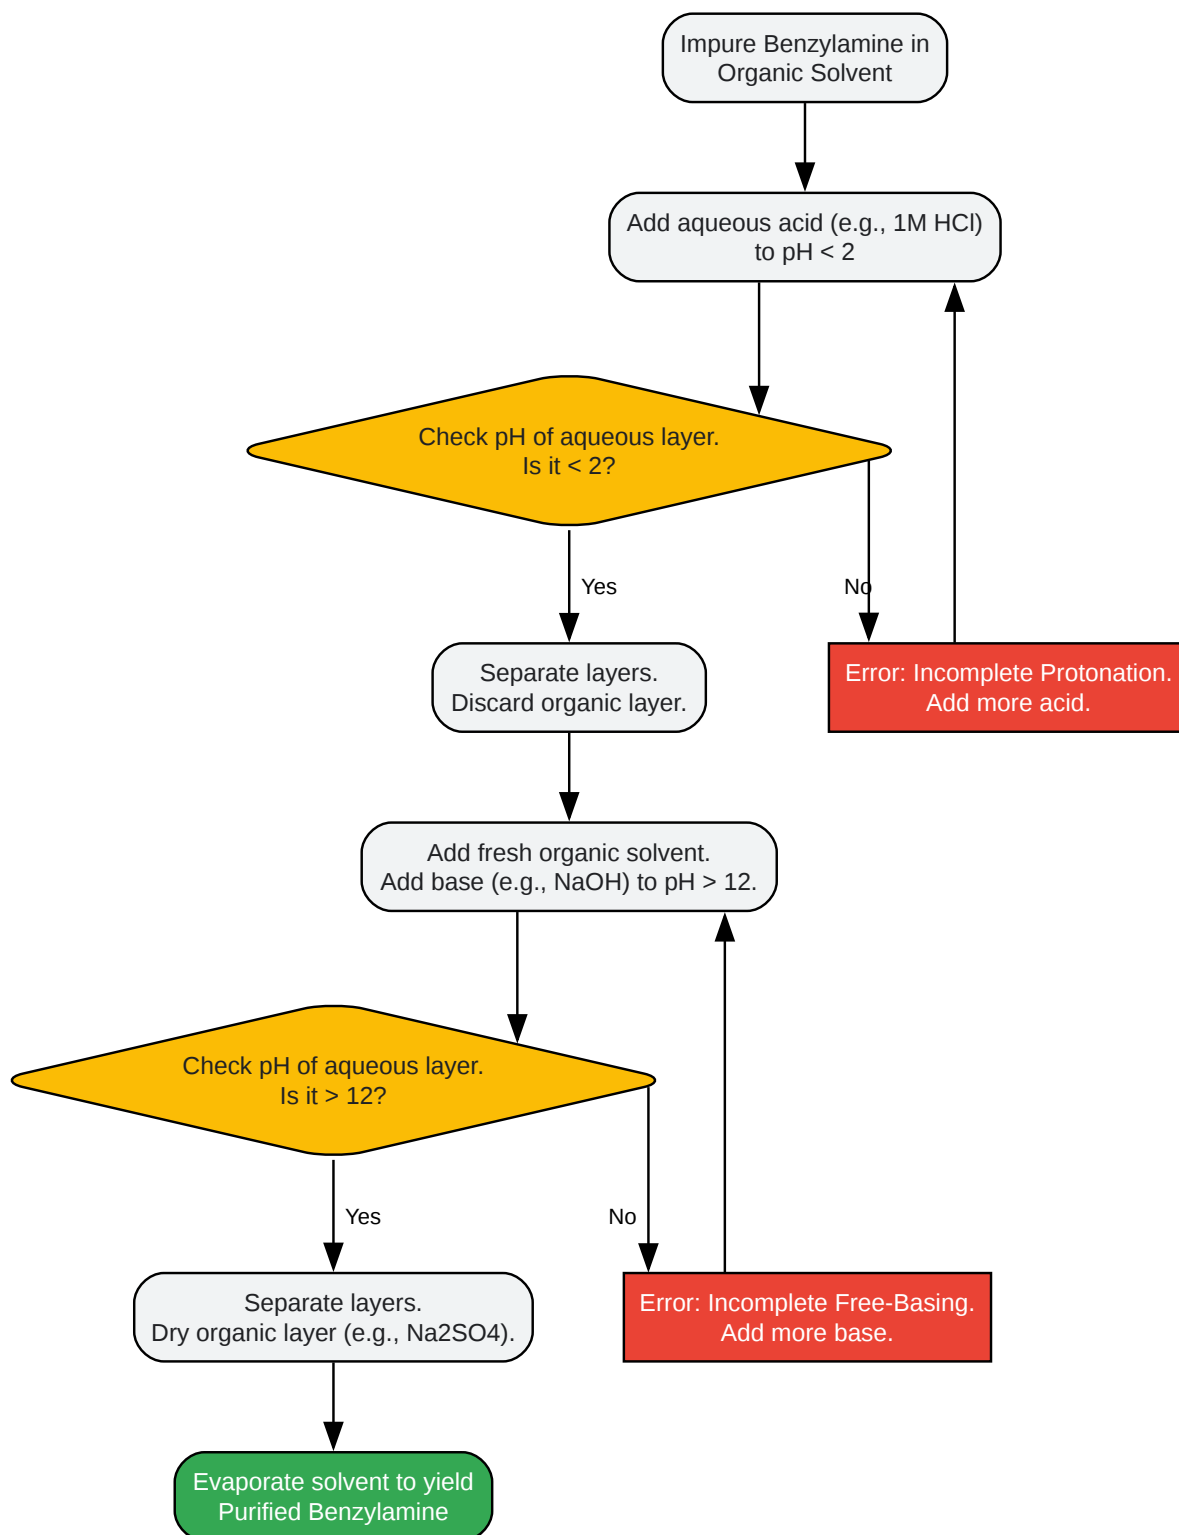 Impure Benzylamine in
Organic Solvent
Add aqueous acid (e.g., 1M HCl)
to pH < 2
Check pH of aqueous layer.
Is it < 2?
Yes
No
Separate layers.
Discard organic layer.
Error: Incomplete Protonation.
Add more acid.
Add fresh organic solvent.
Add base (e.g., NaOH) to pH > 12.
Check pH of aqueous layer.
Is it > 12?
Yes
No
Separate layers.
Dry organic layer (e.g., Na2SO4).
Error: Incomplete Free-Basing.
Add more base.
Evaporate solvent to yield
Purified Benzylamine